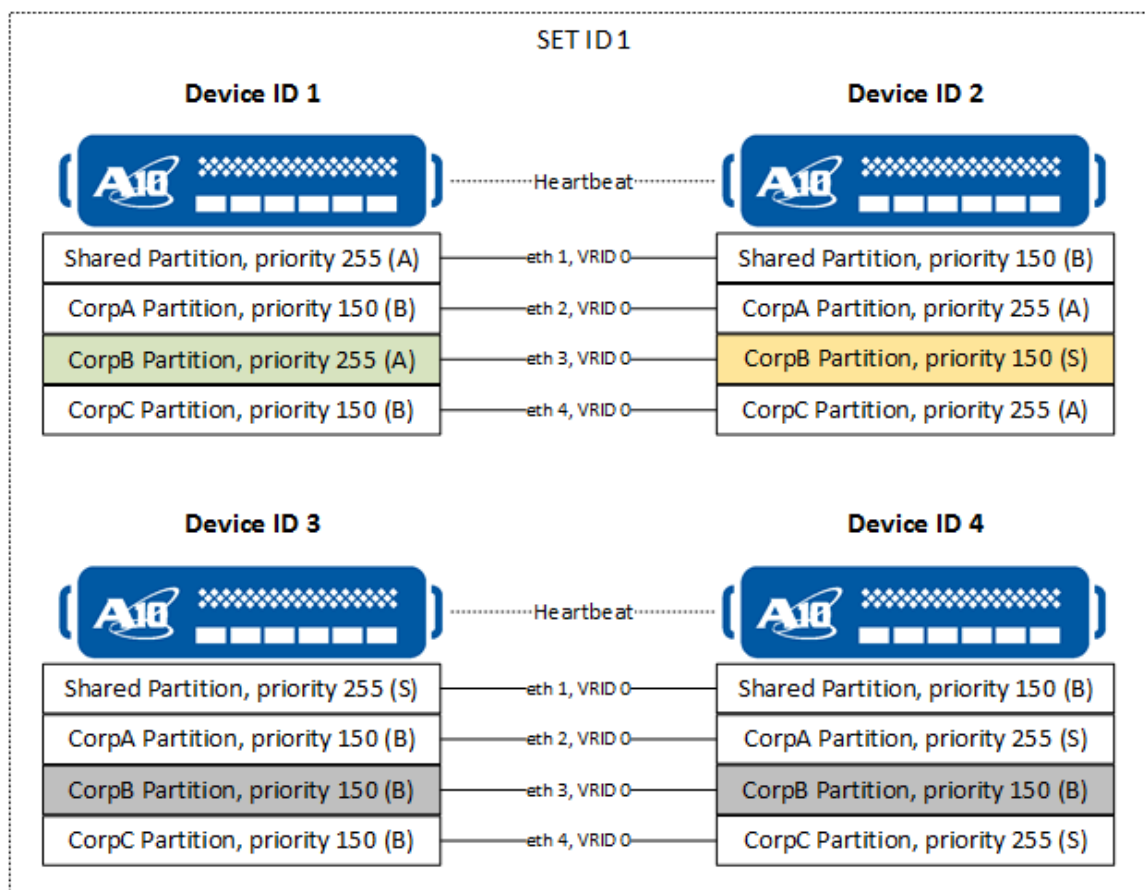 SET ID 1
Device ID 1
Device ID 2
A10
Heartbeat
A10
Shared Partition, priority 255 (A)
eth 1, VRID 0
Shared Partition, priority 150 (B)
CorpA Partition, priority 150 (B)
eth 2, VRID 0
CorpA Partition, priority 255 (A)
CorpB Partition, priority 255 (A)
eth 3, VRID 0
CorpB Partition, priority 150 (S)
CorpC Partition, priority 150 (B)
eth 4, VRID 0
CorpC Partition, priority 255 (A)
Device ID 3
Device ID 4
A10
Heartbeat
A10
Shared Partition, priority 255 (S)
eth 1, VRID 0
Shared Partition, priority 150 (B)
CorpA Partition, priority 150 (B)
eth 2, VRID 0
CorpA Partition, priority 255 (S)
CorpB Partition, priority 150 (B)
eth 3, VRID 0
CorpB Partition, priority 150 (B)
CorpC Partition, priority 150 (B)
eth 4, VRID 0
CorpC Partition, priority 255 (S)